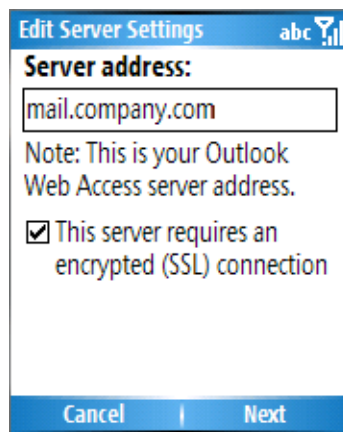 Edit Server Settings abc
Server address:
mail.company.com
Note: This is your Outlook
Web Access server address.
This server requires an
encrypted (SSL) connection
Cancel Next